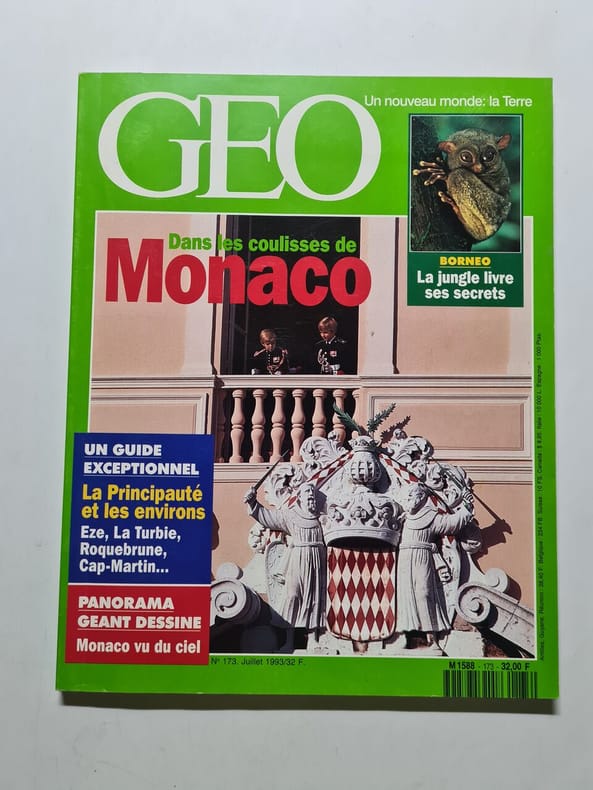 GEO
Un nouveau monde: la Terre
BORNEO
La jungle livre
ses secrets
Dans les coulisses de
Monaco
UN GUIDE
EXCEPTIONNEL
La Principauté
et les environs
Eze, La Turbie,
Roquebrune,
Cap-Martin...
PANORAMA
GEANT DESSINE
Monaco vu du ciel
N° 173. Juillet 1993/32 F.
M 1588 - 173 - 32,00 F